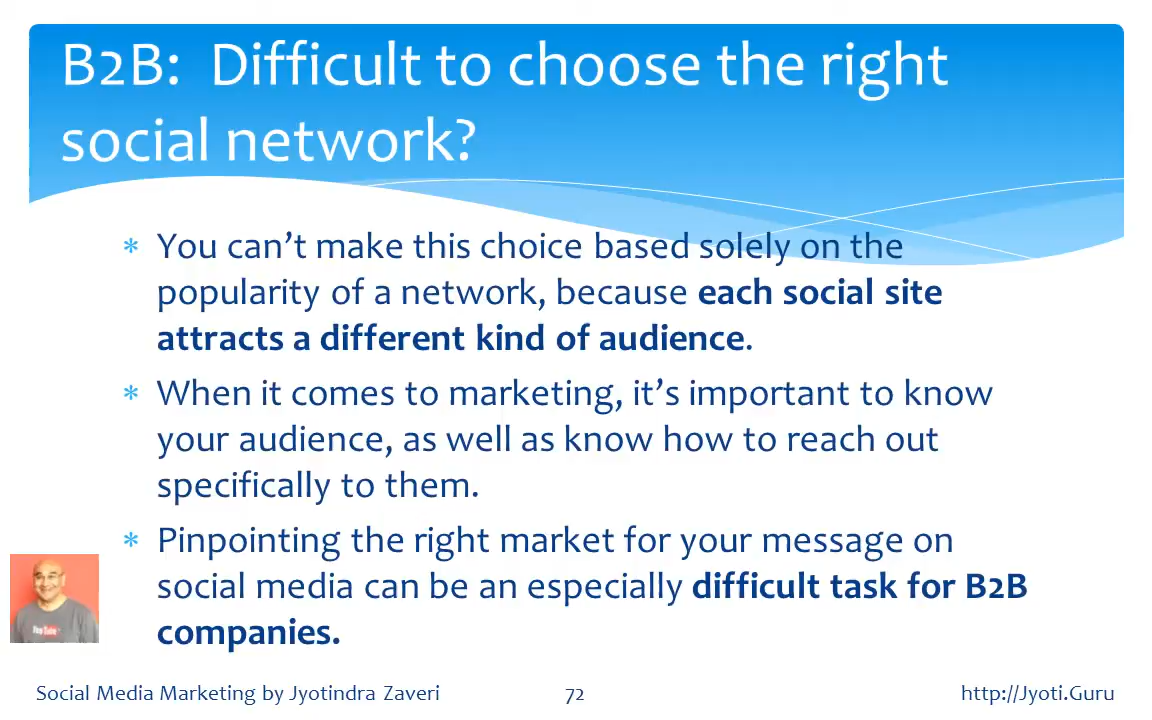 B2B:  Difficult to choose the right
social network?
* You can’t make this choice based solely on the
popularity of a network, because each social site
attracts a different kind of audience.
* When it comes to marketing, it’s important to know
your audience, as well as know how to reach out
specifically to them.
* Pinpointing the right market for your message on
social media can be an especially difficult task for B2B
companies.
YouTube
Social Media Marketing by Jyotindra Zaveri
72
http://Jyoti.Guru